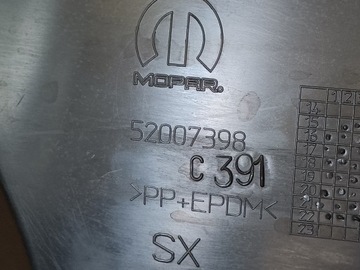 MOPAR.
52007398
C 391
>PP+EPDM<
SX